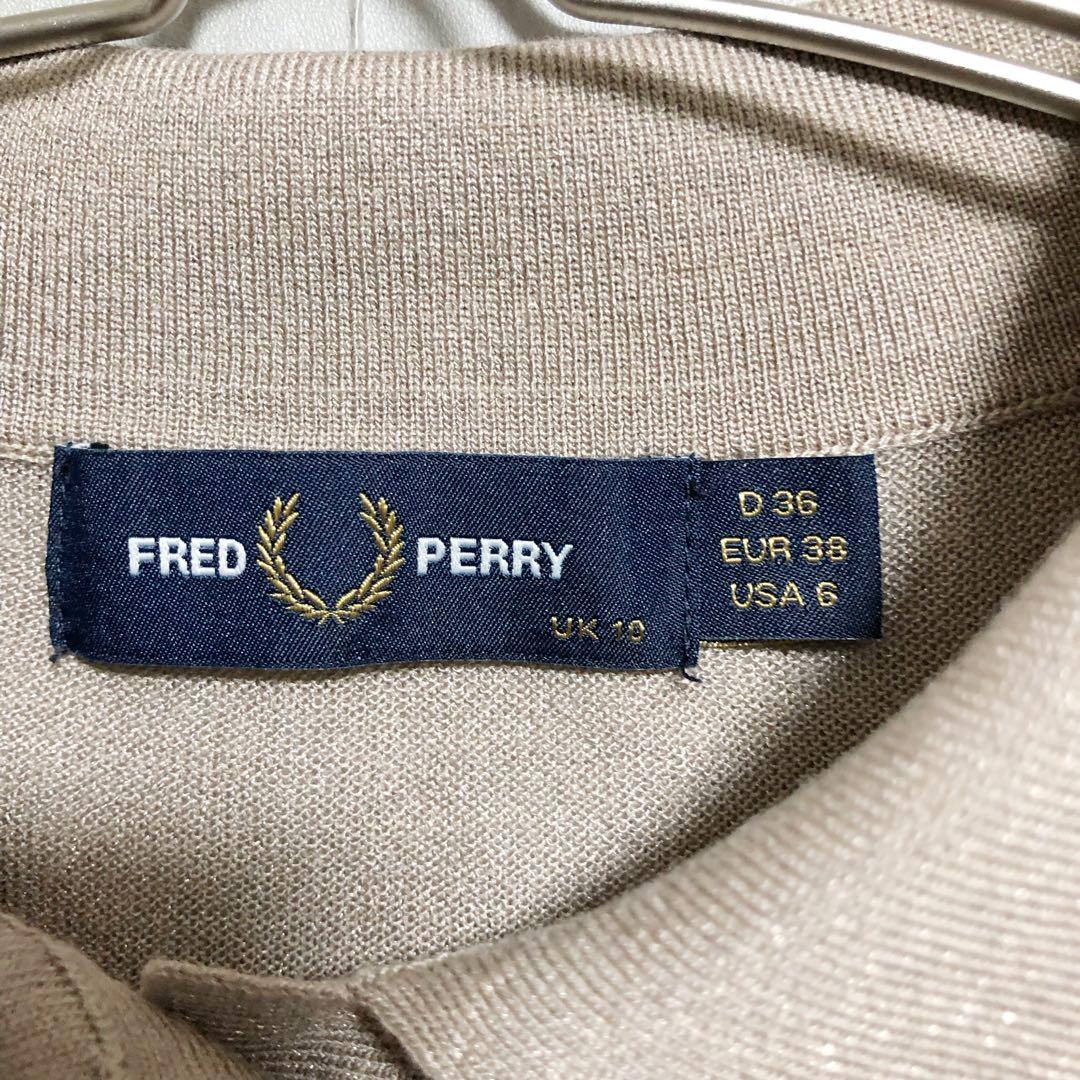 FRED PERRY
UK 10
D 36
EUR 38
USA 6